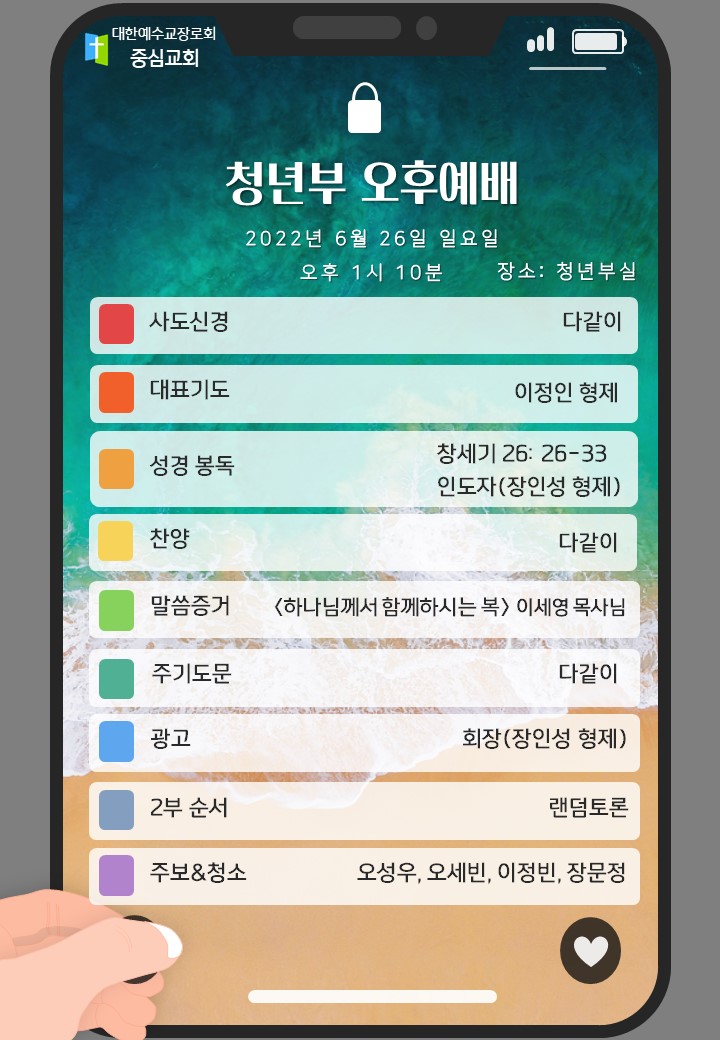 대한예수교장로회
중심교회
청년부 오후예배
2022년 6월 26일 일요일
오후 1시 10분 장소: 청년부실
사도신경 다같이
대표기도 이정인 형제
성경 봉독 창세기 26: 26-33
인도자(장인성 형제)
찬양 다같이
말씀증거 <하나님께서 함께하시는 복> 이세영 목사님
주기도문 다같이
광고 회장(장인성 형제)
2부 순서 랜덤토론
주보&청소 오성우, 오세빈, 이정빈, 장문정